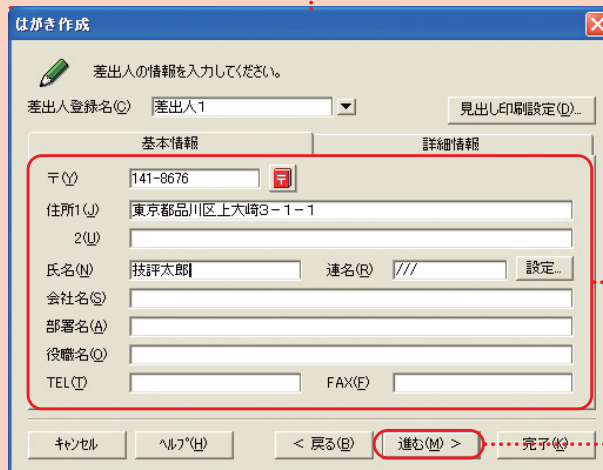 はがき作成
差出人の情報を入力してください。
差出人登録名(C) 差出人1 見出し印刷設定(D)...
基本情報 詳細情報
〒(Y) 141-8676 〒
住所1(J) 東京都品川区上大崎3-1-1
2(U)
氏名(N) 技評太郎 連名(R) /// 設定...
会社名(S)
部署名(A)
役職名(O)
TEL(T) FAX(F)
キャンセル ヘルプ(H) < 戻る(B) 進む(M) > 完了(K)